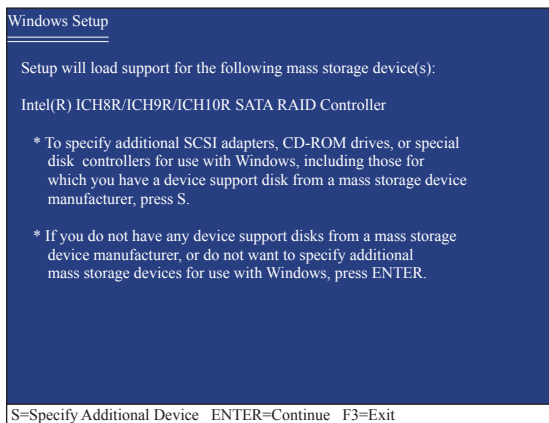 Windows Setup
Setup will load support for the following mass storage device(s):
Intel(R) ICH8R/ICH9R/ICH10R SATA RAID Controller
* To specify additional SCSI adapters, CD-ROM drives, or special
disk controllers for use with Windows, including those for
which you have a device support disk from a mass storage device
manufacturer, press S.
* If you do not have any device support disks from a mass storage
device manufacturer, or do not want to specify additional
mass storage devices for use with Windows, press ENTER.
S=Specify Additional Device ENTER=Continue F3=Exit